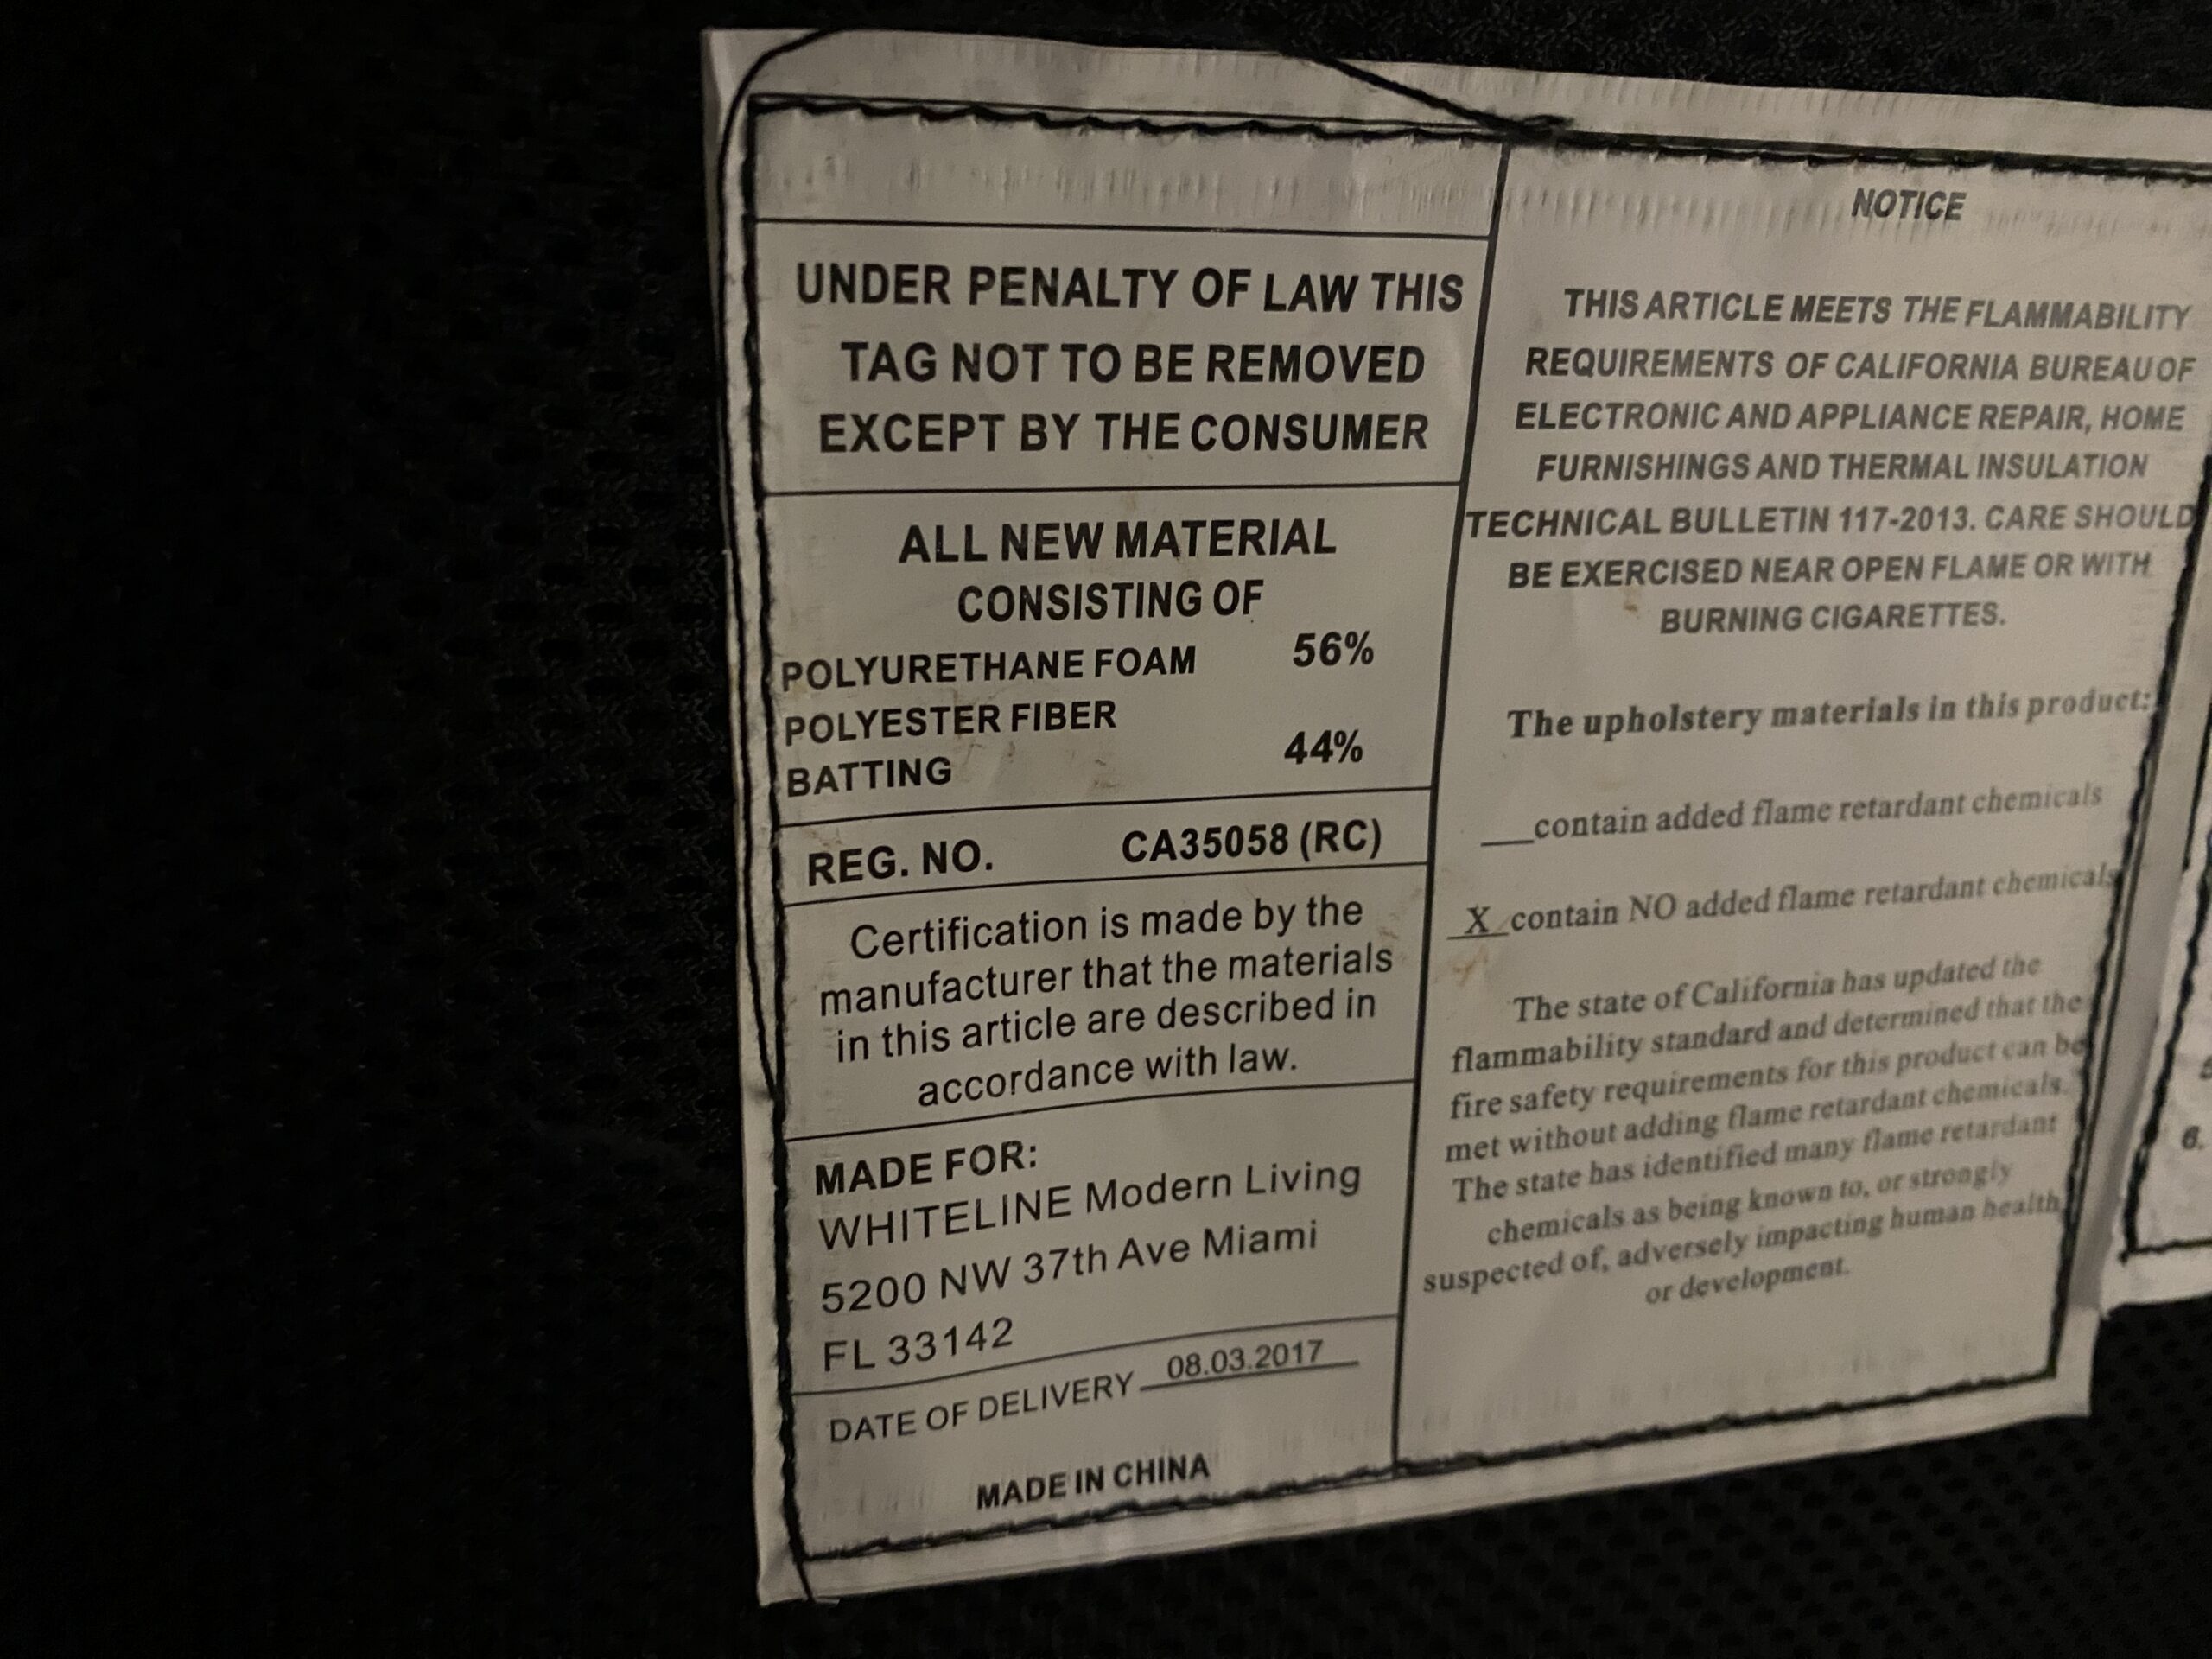 UNDER PENALTY OF LAW THIS
TAG NOT TO BE REMOVED
EXCEPT BY THE CONSUMER
ALL NEW MATERIAL
CONSISTING OF
POLYURETHANE FOAM 56%
POLYESTER FIBER
BATTING 44%
REG. NO. CA35058 (RC)
Certification is made by the
manufacturer that the materials
in this article are described in
accordance with law.
MADE FOR:
WHITELINE Modern Living
5200 NW 37th Ave Miami
FL 33142
DATE OF DELIVERY 08.03.2017
MADE IN CHINA
NOTICE
THIS ARTICLE MEETS THE FLAMMABILITY
REQUIREMENTS OF CALIFORNIA BUREAU OF
ELECTRONIC AND APPLIANCE REPAIR, HOME
FURNISHINGS AND THERMAL INSULATION
TECHNICAL BULLETIN 117-2013. CARE SHOULD
BE EXERCISED NEAR OPEN FLAME OR WITH
BURNING CIGARETTES.
The upholstery materials in this product:
___contain added flame retardant chemicals
_X_contain NO added flame retardant chemicals
The state of California has updated the
flammability standard and determined that the
fire safety requirements for this product can be
met without adding flame retardant chemicals.
The state has identified many flame retardant
chemicals as being known to, or strongly
suspected of, adversely impacting human health
or development.
6.